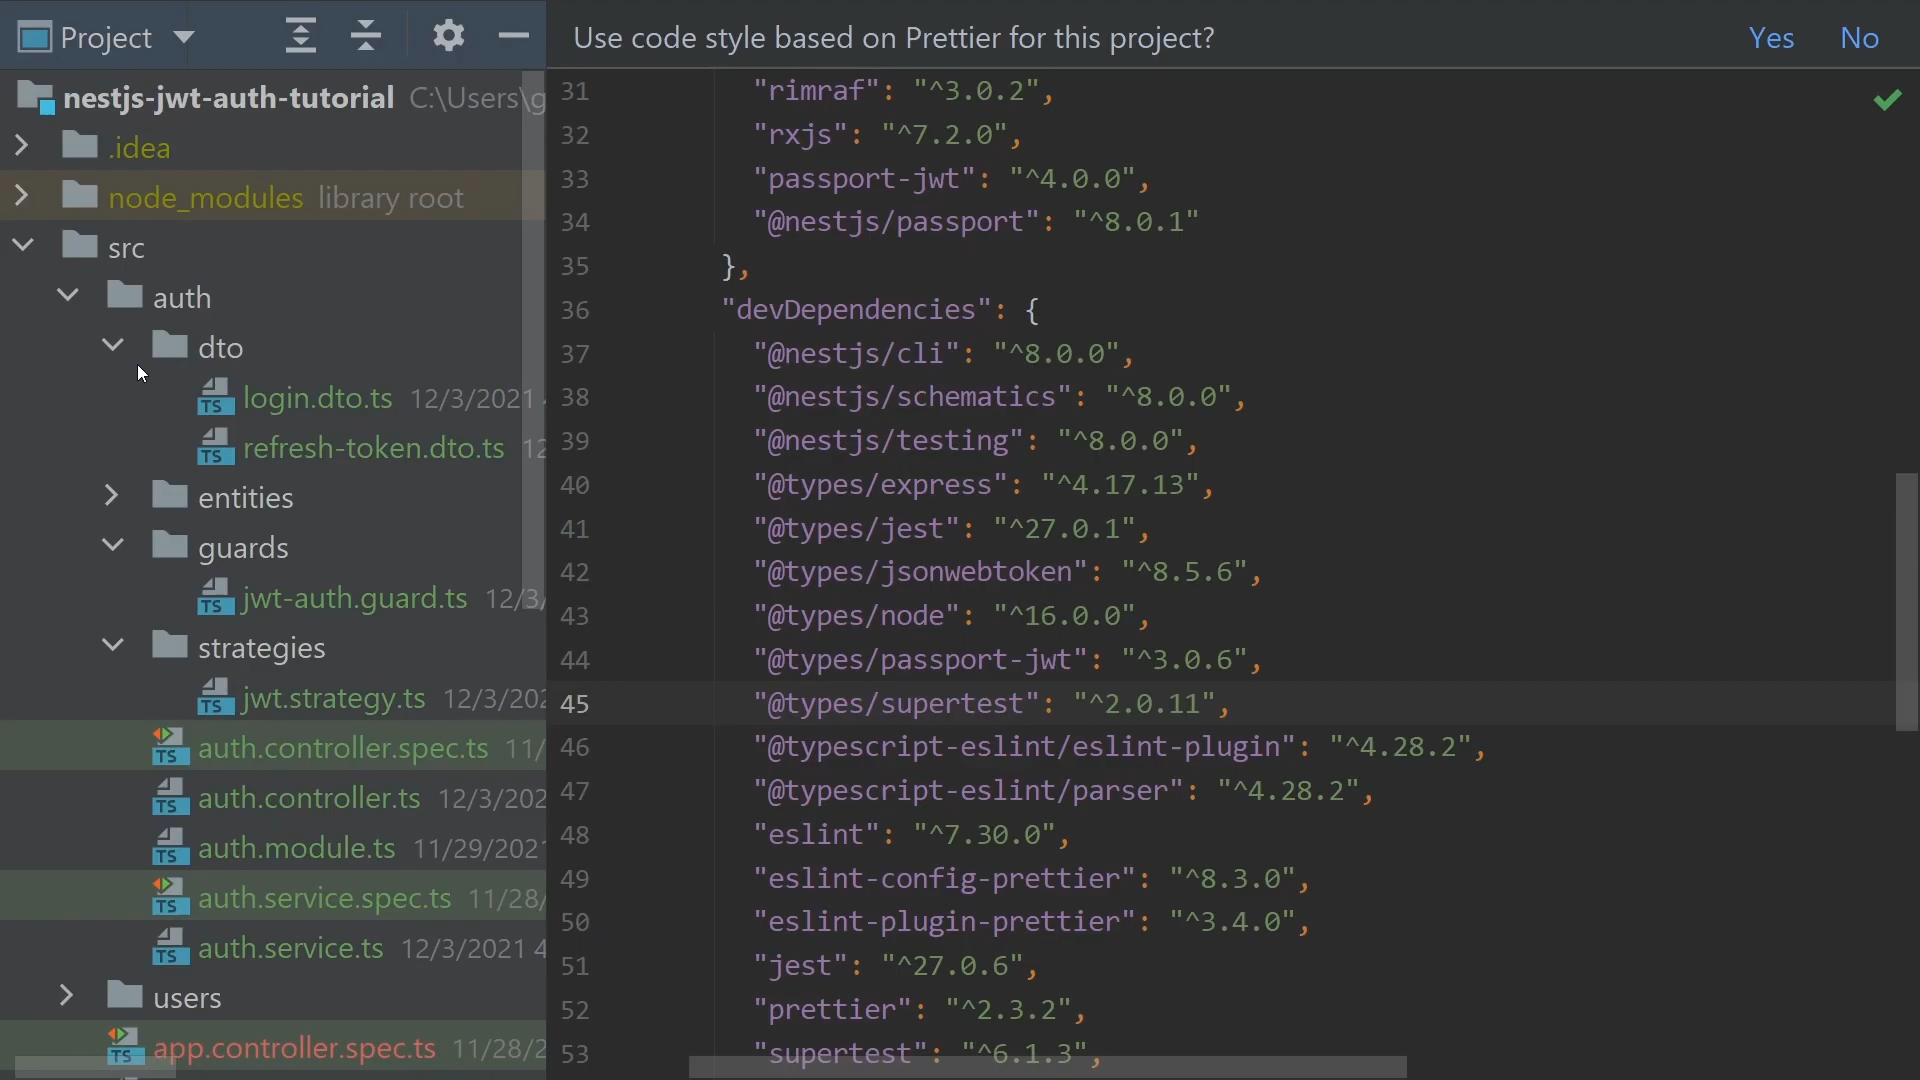 Project
Use code style based on Prettier for this project?
Yes
No
nestjs-jwt-auth-tutorial C:\Users\g
.idea
node_modules library root
src
auth
dto
login.dto.ts 12/3/2021 4
refresh-token.dto.ts 12
entities
guards
jwt-auth.guard.ts 12/3/
strategies
jwt.strategy.ts 12/3/202
auth.controller.spec.ts 11/
auth.controller.ts 12/3/202
auth.module.ts 11/29/2021
auth.service.spec.ts 11/28/
auth.service.ts 12/3/2021 4
users
app.controller.spec.ts 11/28/2
31 "rimraf": "^3.0.2",
32 "rxjs": "^7.2.0",
33 "passport-jwt": "^4.0.0",
34 "@nestjs/passport": "^8.0.1"
35 },
36 "devDependencies": {
37 "@nestjs/cli": "^8.0.0",
38 "@nestjs/schematics": "^8.0.0",
39 "@nestjs/testing": "^8.0.0",
40 "@types/express": "^4.17.13",
41 "@types/jest": "^27.0.1",
42 "@types/jsonwebtoken": "^8.5.6",
43 "@types/node": "^16.0.0",
44 "@types/passport-jwt": "^3.0.6",
45 "@types/supertest": "^2.0.11",
46 "@typescript-eslint/eslint-plugin": "^4.28.2",
47 "@typescript-eslint/parser": "^4.28.2",
48 "eslint": "^7.30.0",
49 "eslint-config-prettier": "^8.3.0",
50 "eslint-plugin-prettier": "^3.4.0",
51 "jest": "^27.0.6",
52 "prettier": "^2.3.2",
53 "supertest": "^6.1.3",